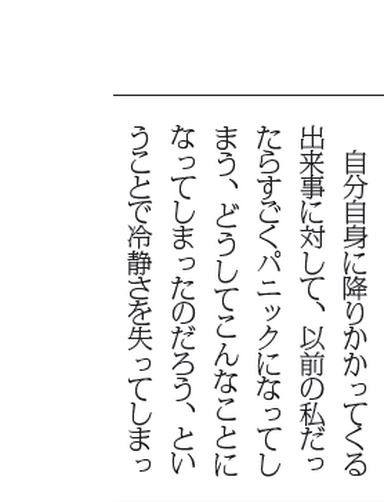 自分自身に降りかかってくる
出来事に対して、以前の私だっ
たらすごくパニックになってし
まう、どうしてこんなことに
なってしまったのだろう、とい
うことで冷静さを失ってしまっ